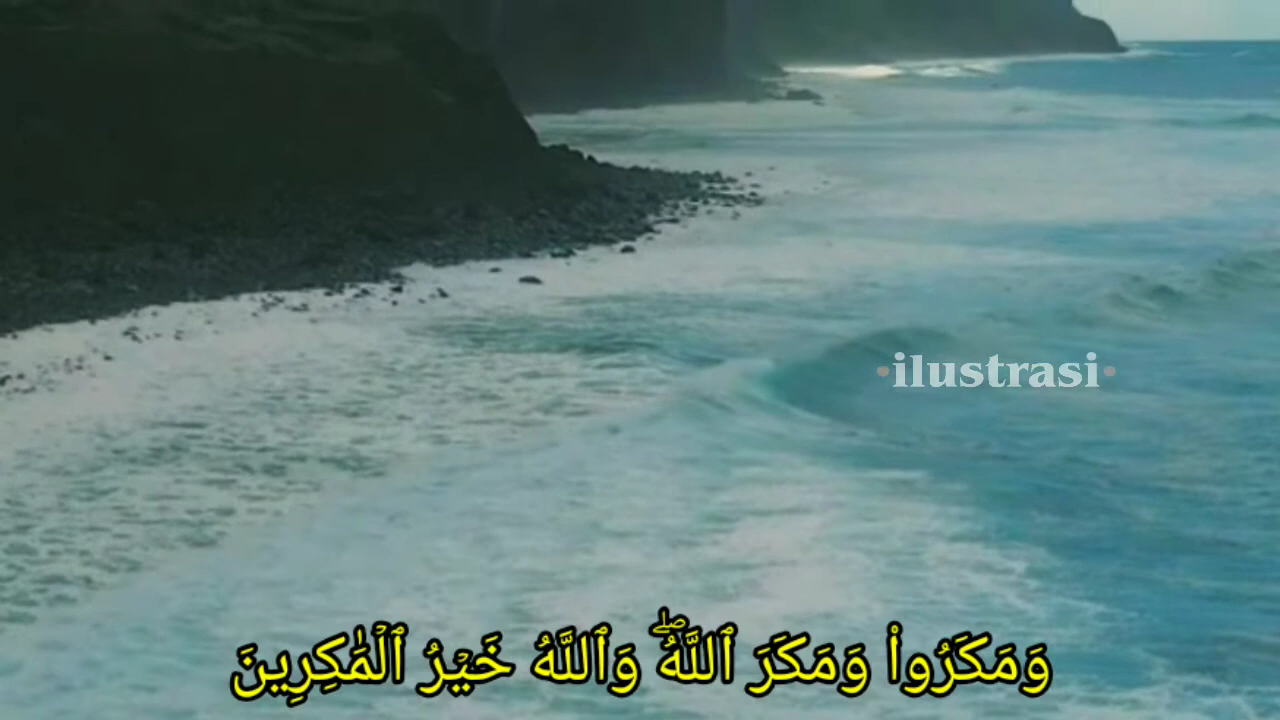 •ilustrasi•
وَمَكَرُوا۟ وَمَكَرَ ٱللَّهُ ۖ وَٱللَّهُ خَيْرُ ٱلْمَـٰكِرِينَ